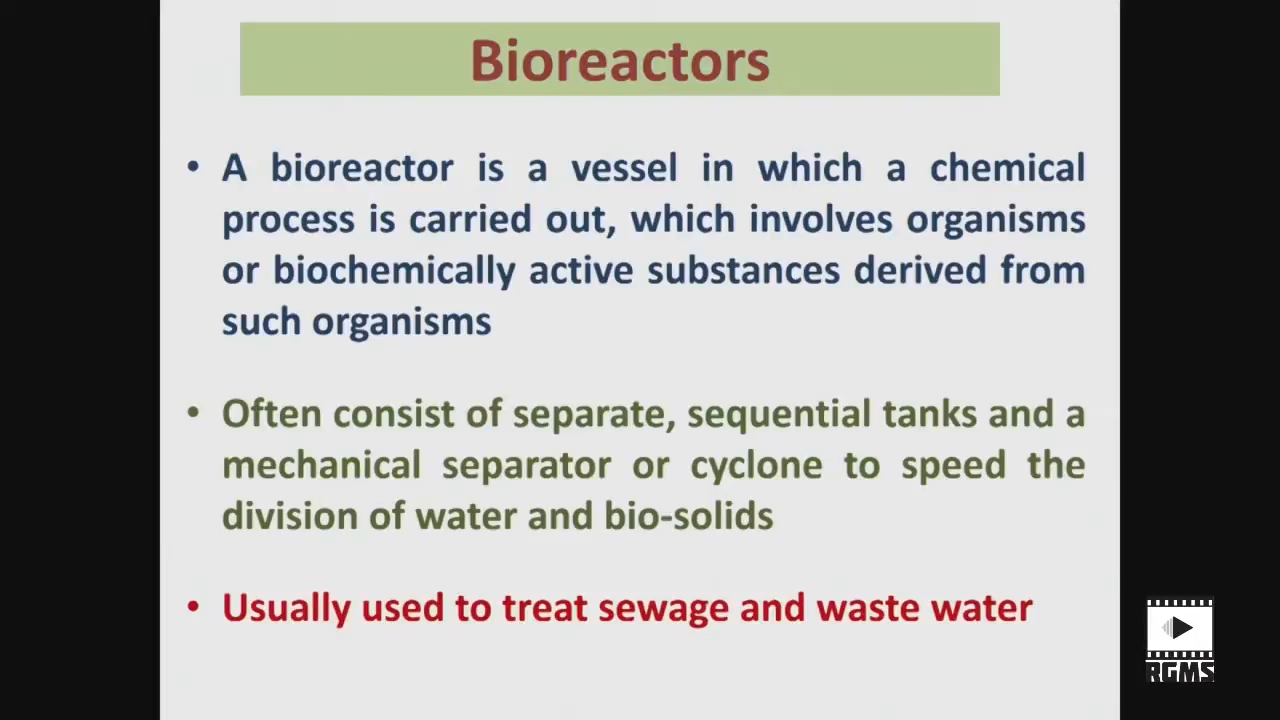 Bioreactors
• A bioreactor is a vessel in which a chemical
process is carried out, which involves organisms
or biochemically active substances derived from
such organisms
• Often consist of separate, sequential tanks and a
mechanical separator or cyclone to speed the
division of water and bio-solids
• Usually used to treat sewage and waste water
RGMS